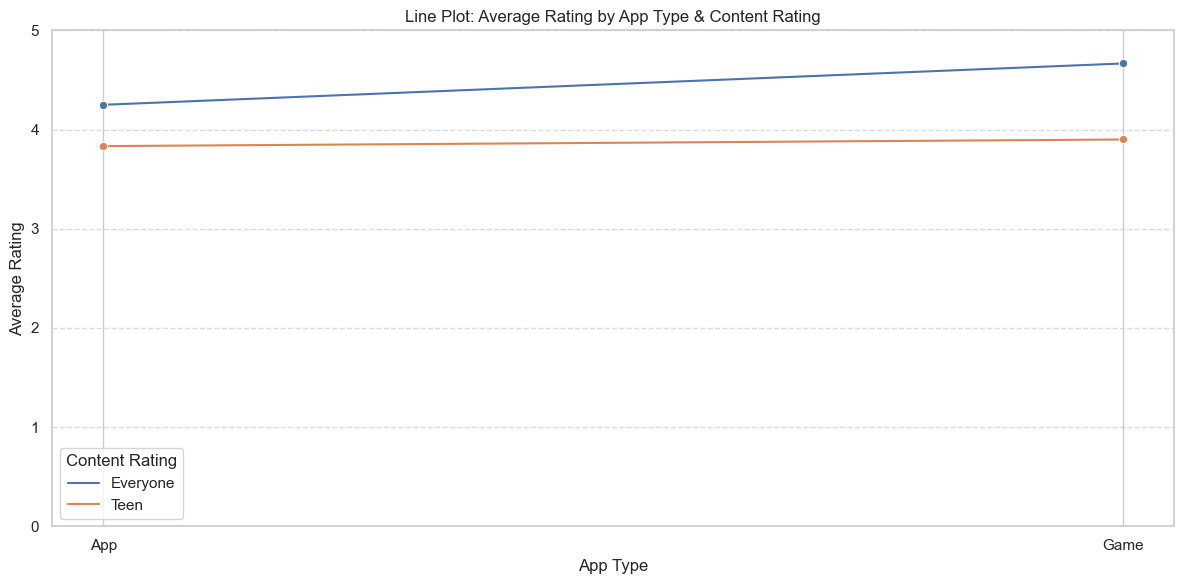 Line Plot: Average Rating by App Type & Content Rating
5
4
3
2
1
0
Average Rating
Content Rating
Everyone
Teen
App
Game
App Type